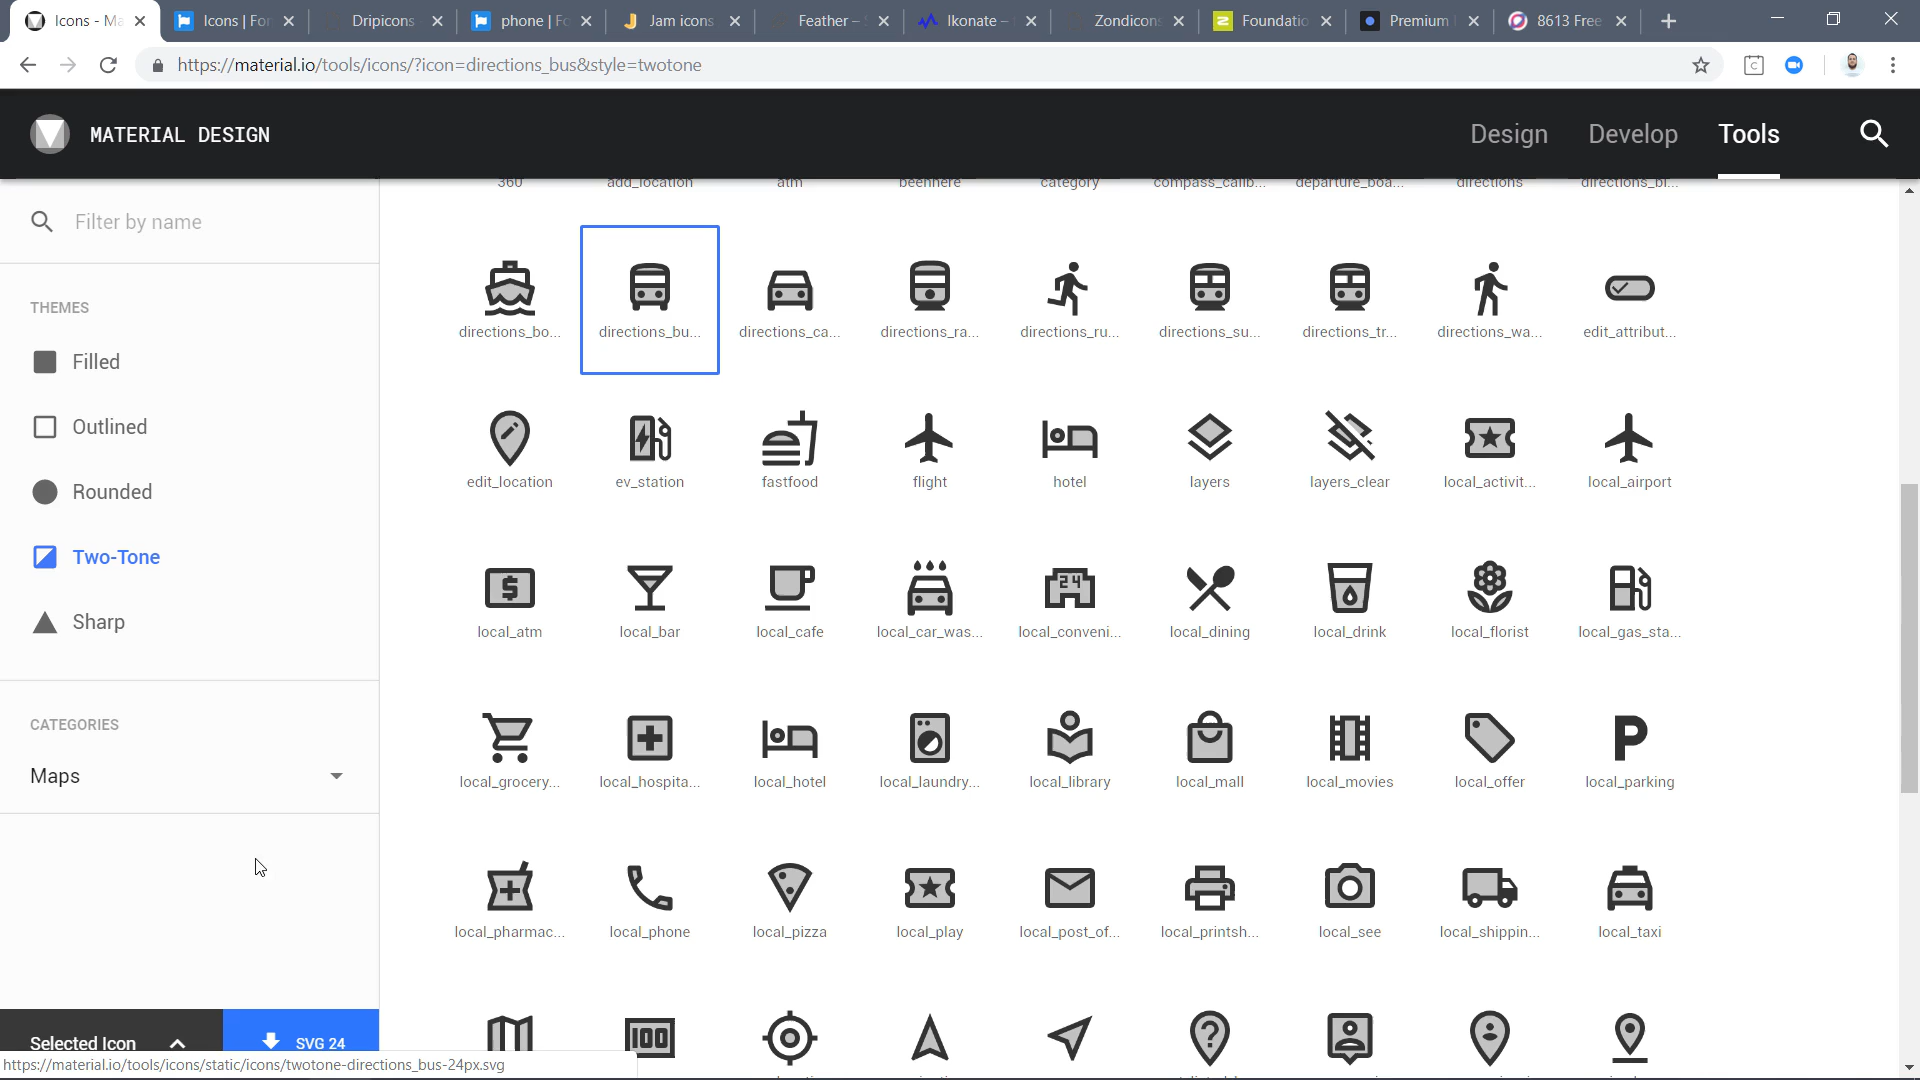 Icons - Ma
Icons | For
Dripicons
phone | Fo
Jam icons
Feather –
Ikonate –
Zondicons
Foundatio
Premium
8613 Free
https://material.io/tools/icons/?icon=directions_bus&style=twotone
MATERIAL DESIGN
Design
Develop
Tools
360
add_location
atm
beenhere
category
compass_calib...
departure_boa...
directions
directions_bi...
Filter by name
THEMES
Filled
Outlined
Rounded
Two-Tone
Sharp
CATEGORIES
Maps
directions_bo...
directions_bu...
directions_ca...
directions_ra...
directions_ru...
directions_su...
directions_tr...
directions_wa...
edit_attribut...
edit_location
ev_station
fastfood
flight
hotel
layers
layers_clear
local_activit...
local_airport
$
24
local_atm
local_bar
local_cafe
local_car_was...
local_conveni...
local_dining
local_drink
local_florist
local_gas_sta...
P
local_grocery...
local_hospita...
local_hotel
local_laundry...
local_library
local_mall
local_movies
local_offer
local_parking
local_pharmac...
local_phone
local_pizza
local_play
local_post_of...
local_printsh...
local_see
local_shippin...
local_taxi
100
?
Selected Icon
SVG 24
https://material.io/tools/icons/static/icons/twotone-directions_bus-24px.svg